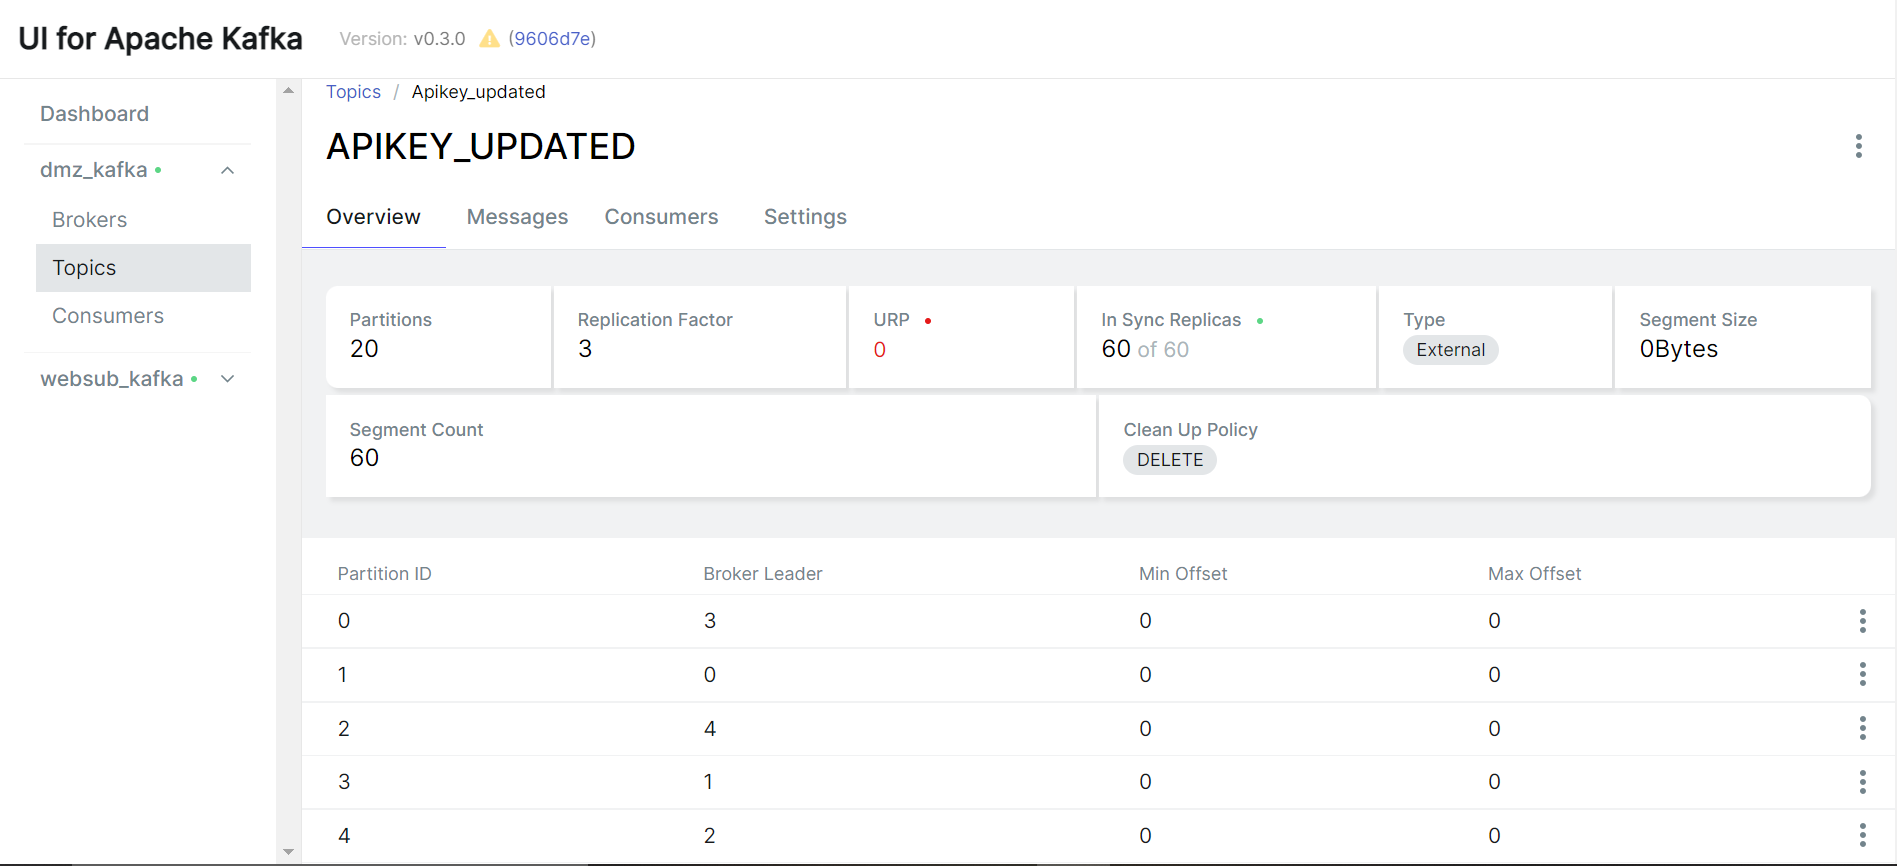 UI for Apache Kafka
Version: v0.3.0 (9606d7e)
Dashboard
dmz_kafka
Brokers
Topics
Consumers
websub_kafka
Topics / Apikey_updated
APIKEY_UPDATED
Overview Messages Consumers Settings
Partitions Replication Factor URP In Sync Replicas Type Segment Size
20 3 0 60 of 60 External 0Bytes
Segment Count Clean Up Policy
60 DELETE
Partition ID Broker Leader Min Offset Max Offset
0 3 0 0
1 0 0 0
2 4 0 0
3 1 0 0
4 2 0 0